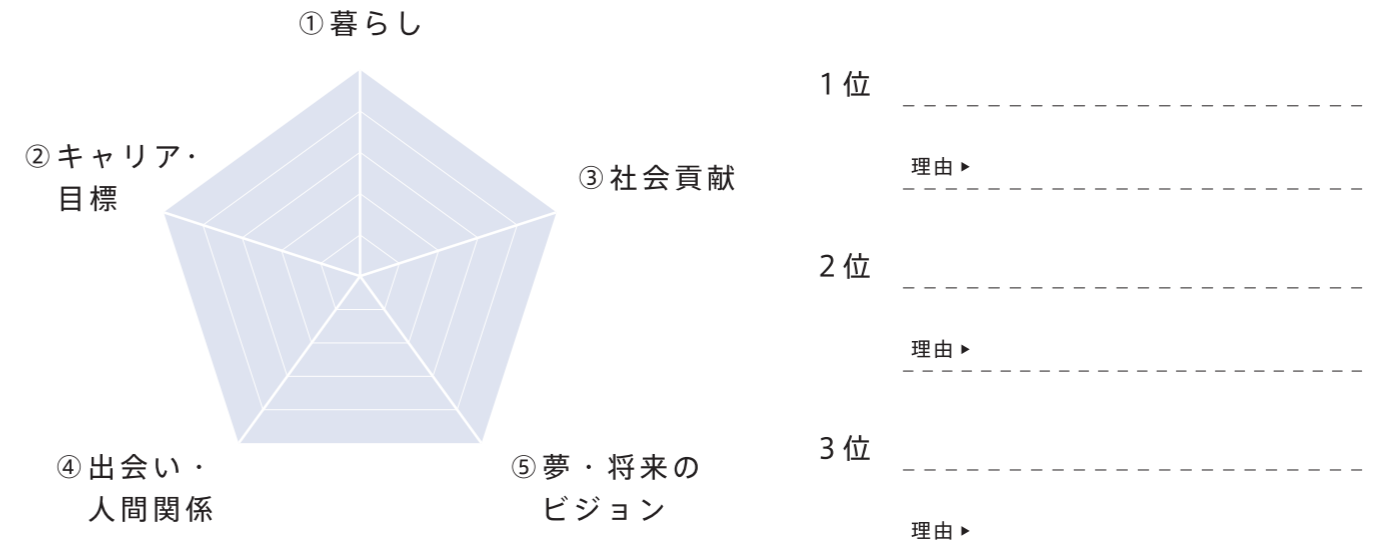 ①暮らし
②キャリア・
目標
③社会貢献
④出会い・
人間関係
⑤夢・将来の
ビジョン
1位
理由▶
2位
理由▶
3位
理由▶